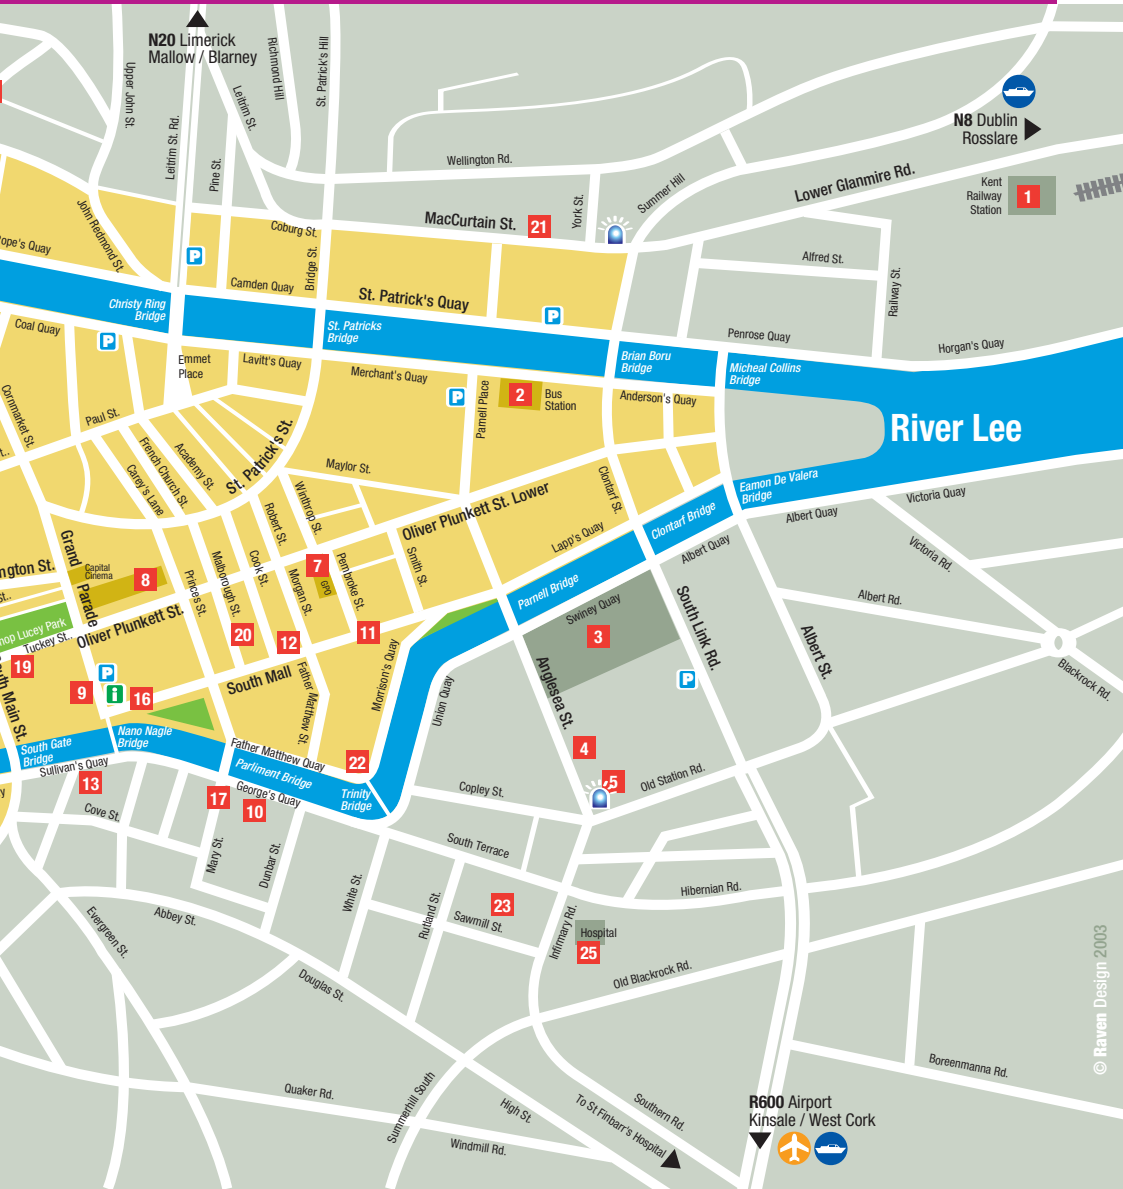 N20 Limerick
Mallow / Blarney
Upper John St.
Leitrim St. Rd.
Pine St.
Leitrim St.
Richmond Hill
St. Patrick's Hill
Wellington Rd.
N8 Dublin
Rosslare
Kent
Railway
Station
1
Lower Glanmire Rd.
Summer Hill
York St.
MacCurtain St.
21
Coburg St.
John Redmond St.
ope's Quay
P
Bridge St.
Camden Quay
St. Patrick's Quay
P
Alfred St.
Railway St.
Penrose Quay
Horgan's Quay
Christy Ring
Bridge
St. Patricks
Bridge
Brian Boru
Bridge
Micheal Collins
Bridge
River Lee
Coal Quay
P
Emmet
Place
Lavitt's Quay
Merchant's Quay
P
Parnell Place
2
Bus
Station
Anderson's Quay
Cornmarket St.
Paul St.
t..
French Church St.
Carey's Lane
Academy St.
St. Patrick's St.
Maylor St.
Winthrop St.
Robert St.
Oliver Plunkett St. Lower
Clontarf St.
Lapp's Quay
Clontarf Bridge
Eamon De Valera
Bridge
Albert Quay
Victoria Quay
Victoria Rd.
Albert Quay
Albert Rd.
Blackrock Rd.
Albert St.
South Link Rd.
Grand Parade
ngton St.
St..
Capital
Cinema
8
Princes St.
Malborough St.
Cook St.
Morgan St.
7
GPO
Pembroke St.
Smith St.
Parnell Bridge
Swiney Quay
3
Anglesea St.
P
hop Lucey Park
Tuckey St..
Oliver Plunkett St.
20
12
11
19
uth Main St.
9
P
i
16
South Mall
Father Matthew St.
Morrison's Quay
Union Quay
South Gate
Bridge
Nano Nagle
Bridge
Father Matthew Quay
Parliment Bridge
22
Trinity
Bridge
Sullivan's Quay
13
George's Quay
17
10
y
Cove St.
Mary St.
Dunbar St.
4
5
Copley St.
Old Station Rd.
South Terrace
White St.
Rutland St.
23
Sawmill St.
Infirmary Rd.
Hospital
25
Hibernian Rd.
Old Blackrock Rd.
Abbey St.
Evergreen St.
Douglas St.
Quaker Rd.
Summerhill South
High St.
Windmill Rd.
To St Finbarr's Hospital
Southern Rd.
Boreenmanna Rd.
R600 Airport
Kinsale / West Cork
© Raven Design 2003